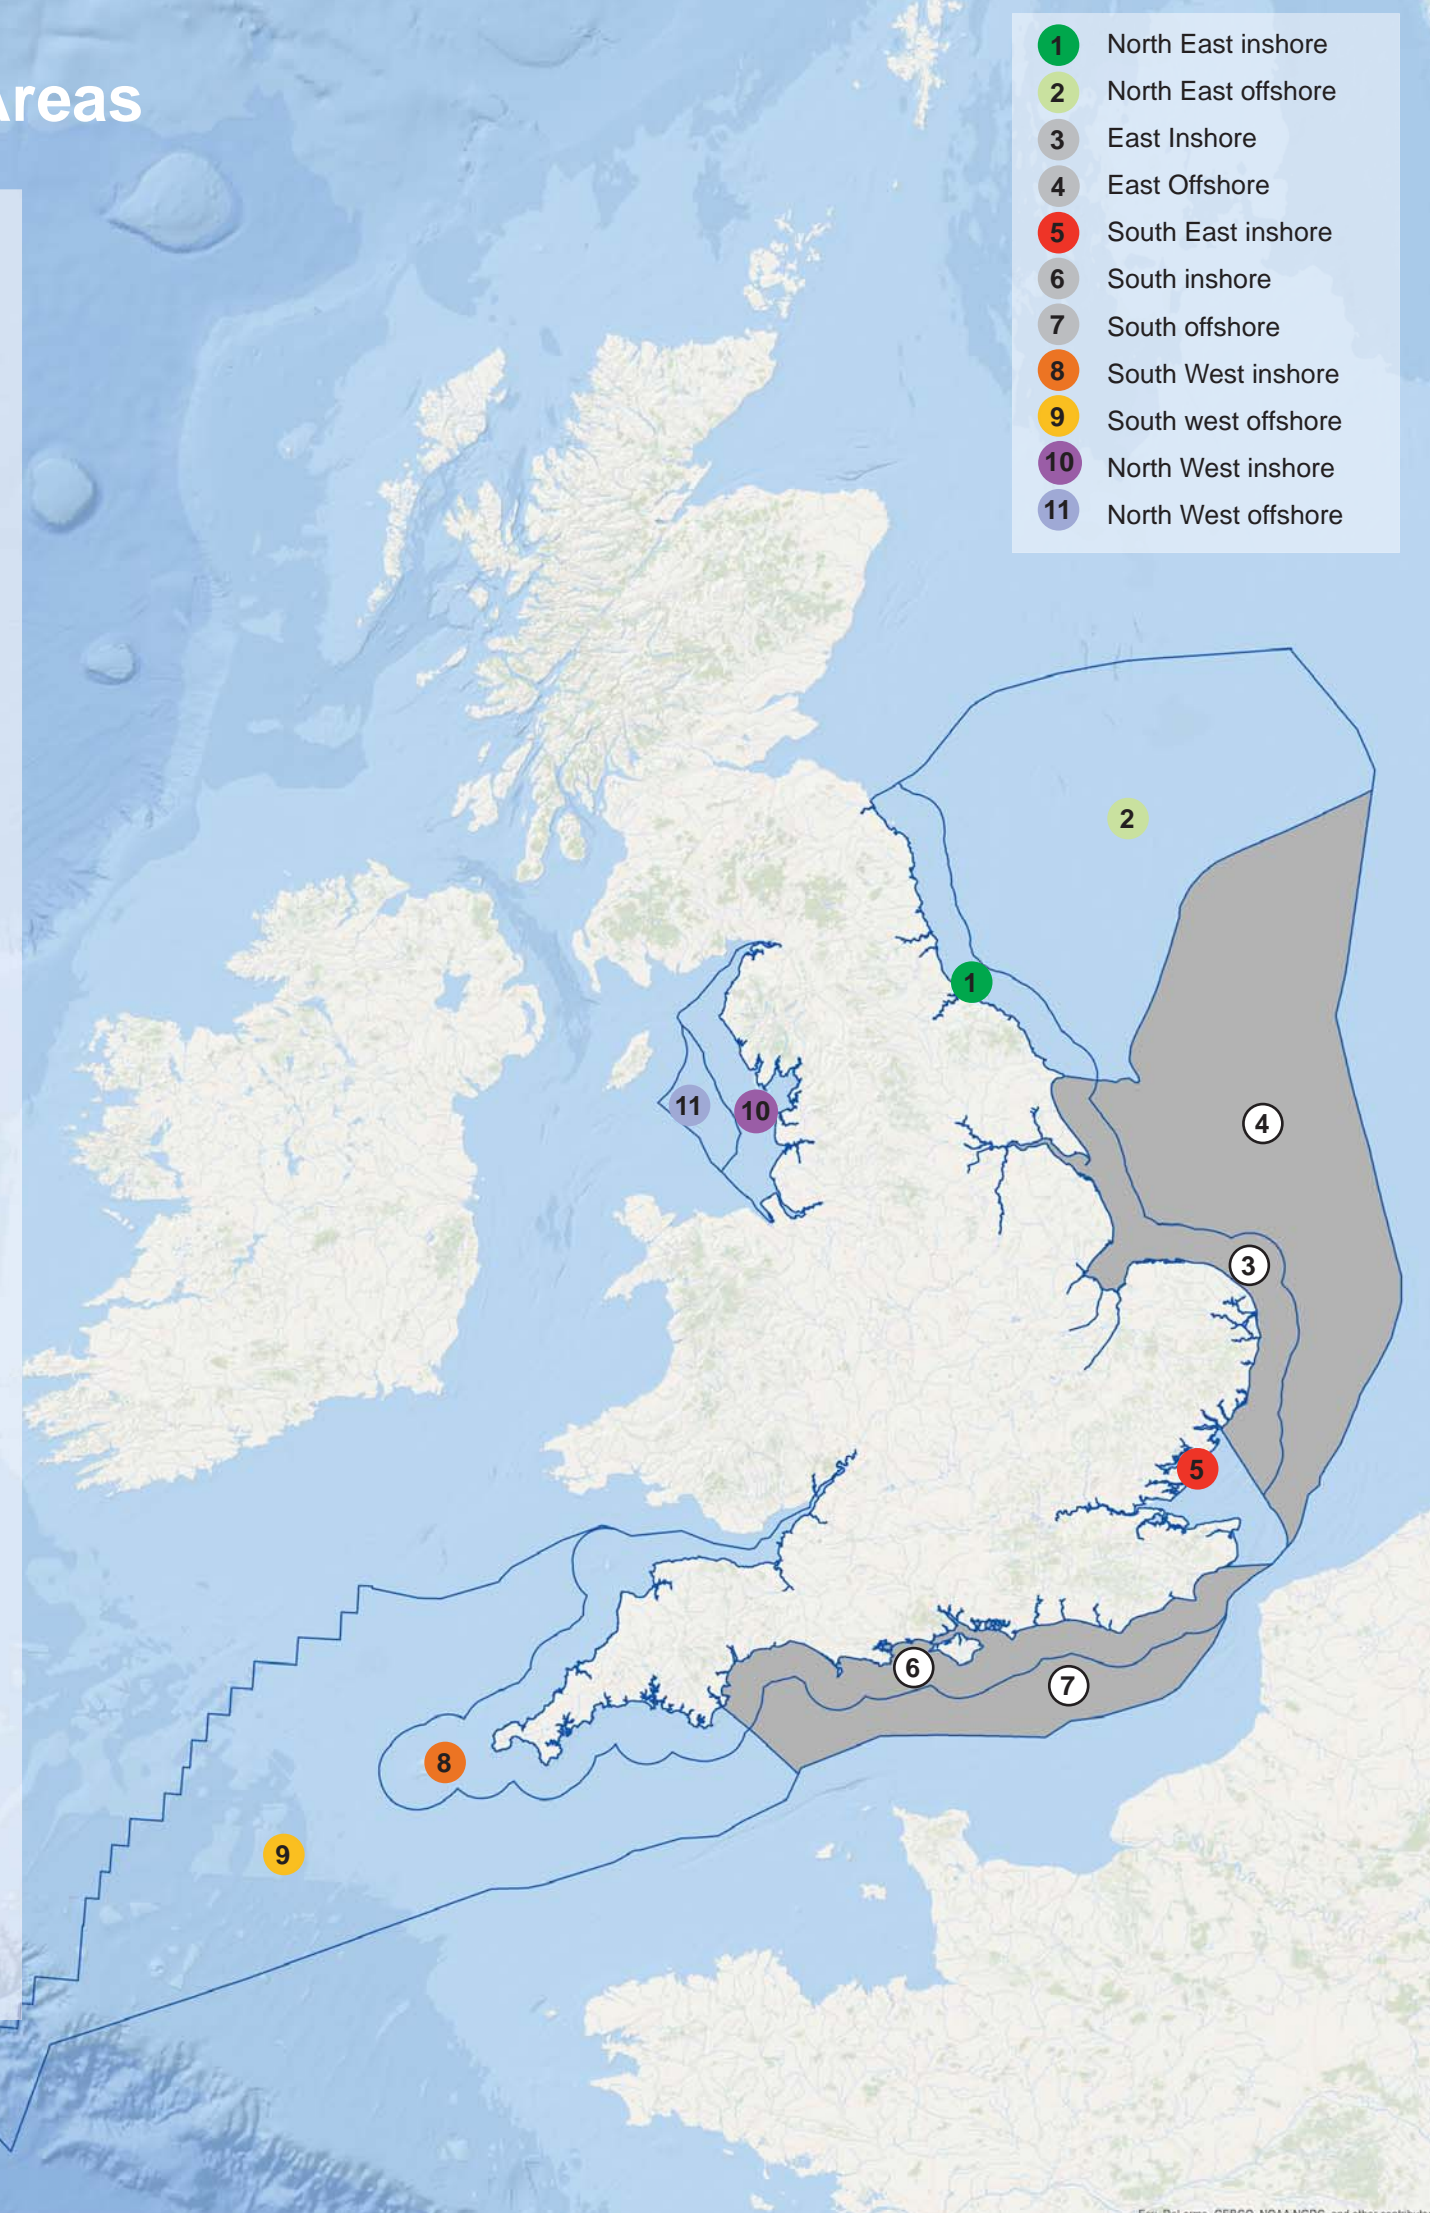 Areas
1 North East inshore
2 North East offshore
3 East Inshore
4 East Offshore
5 South East inshore
6 South inshore
7 South offshore
8 South West inshore
9 South west offshore
10 North West inshore
11 North West offshore
2
1
11
10
4
3
5
6
7
8
9